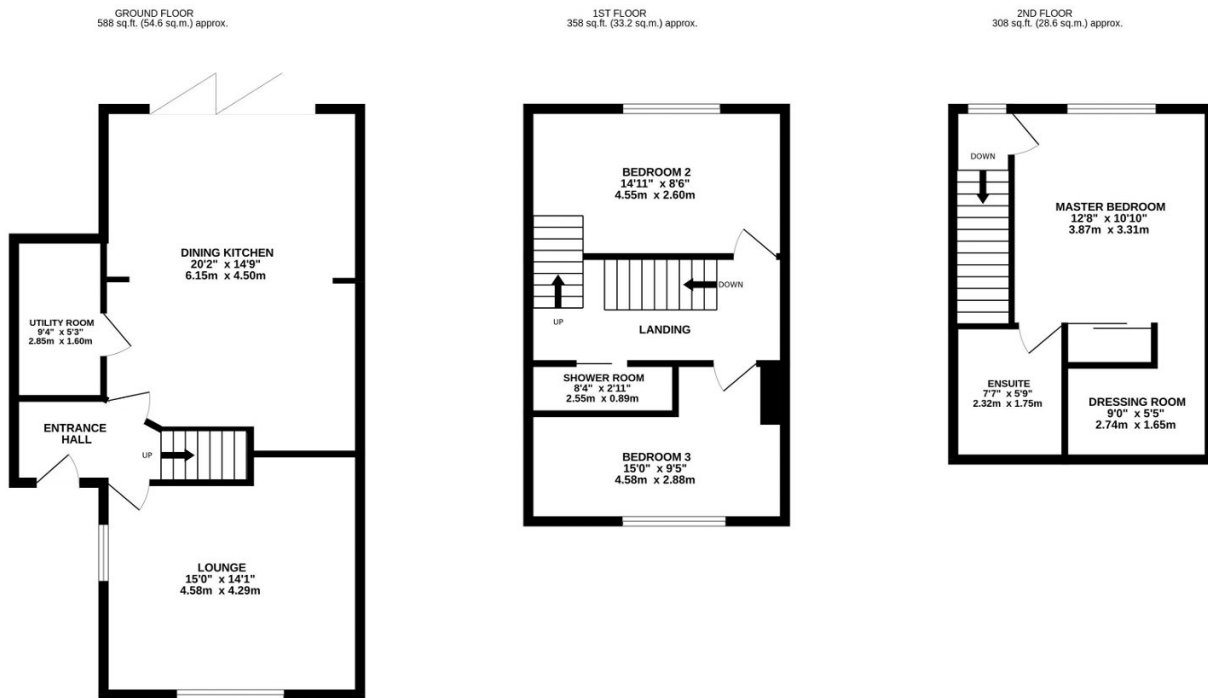 GROUND FLOOR
588 sq.ft. (54.6 sq.m.) approx.
DINING KITCHEN
20'2" x 14'9"
6.15m x 4.50m
UTILITY ROOM
9'4" x 5'3"
2.85m x 1.60m
ENTRANCE
HALL
UP
LOUNGE
15'0" x 14'1"
4.58m x 4.29m
1ST FLOOR
358 sq.ft. (33.2 sq.m.) approx.
BEDROOM 2
14'11" x 8'6"
4.55m x 2.60m
DOWN
UP
LANDING
SHOWER ROOM
8'4" x 2'11"
2.55m x 0.89m
BEDROOM 3
15'0" x 9'5"
4.58m x 2.88m
2ND FLOOR
308 sq.ft. (28.6 sq.m.) approx.
DOWN
MASTER BEDROOM
12'8" x 10'10"
3.87m x 3.31m
ENSUITE
7'7" x 5'9"
2.32m x 1.75m
DRESSING ROOM
9'0" x 5'5"
2.74m x 1.65m